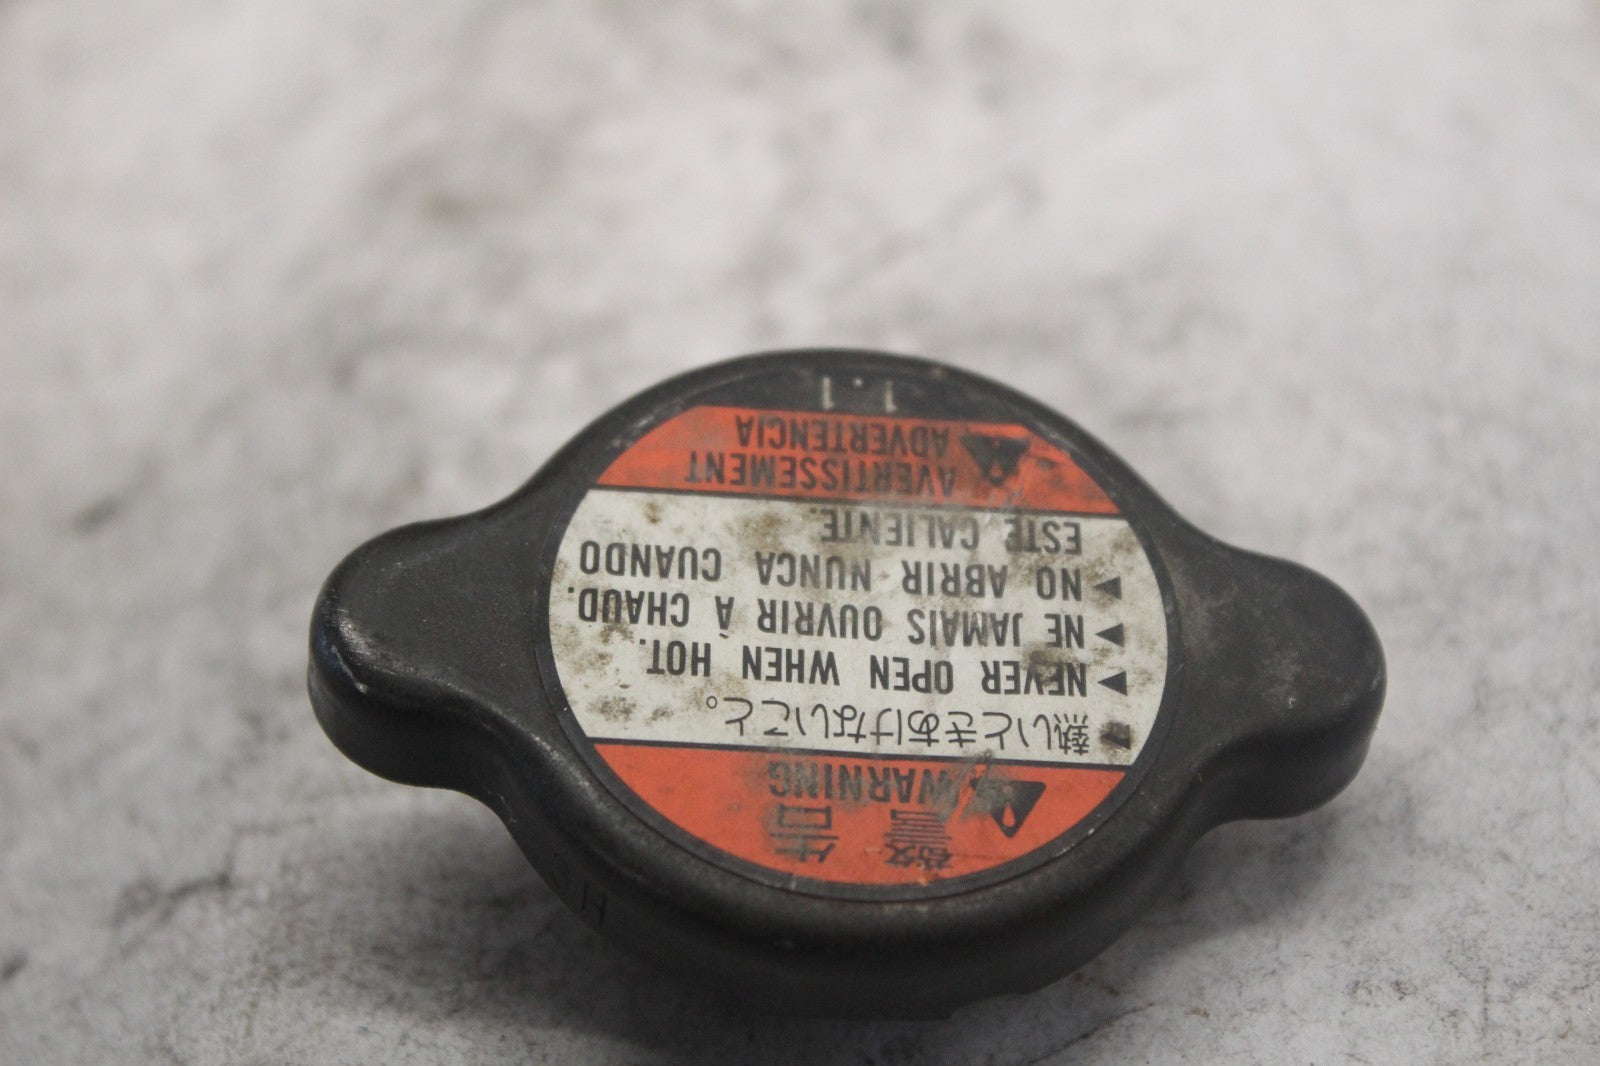 警告
WARNING
熱いときあけないこと。
NEVER OPEN WHEN HOT.
NE JAMAIS OUVRIR À CHAUD.
NO ABRIR NUNCA CUANDO
ESTE CALIENTE.
AVERTISSEMENT
ADVERTENCIA
1.1